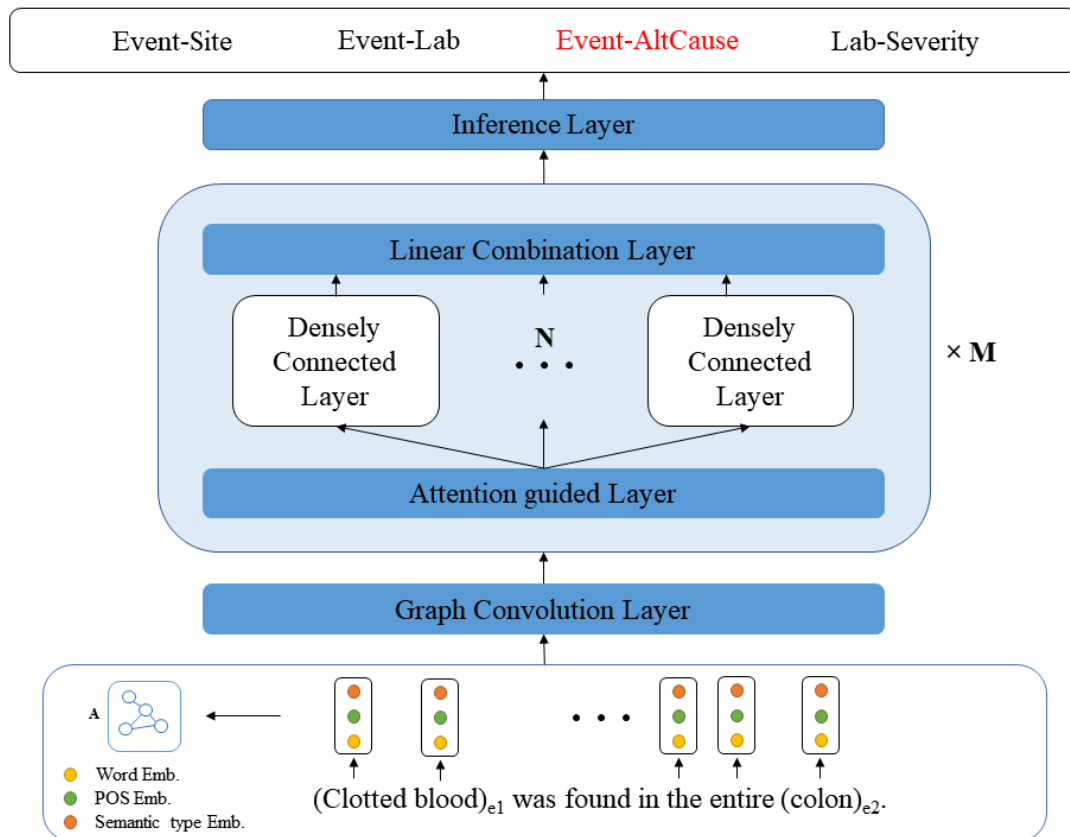 Event-Site Event-Lab Event-AltCause Lab-Severity
Inference Layer
Linear Combination Layer
Densely
Connected
Layer
N
• • •
Densely
Connected
Layer
× M
Attention guided Layer
Graph Convolution Layer
A
• • •
Word Emb.
POS Emb.
Semantic type Emb.
(Clotted blood)e1 was found in the entire (colon)e2.